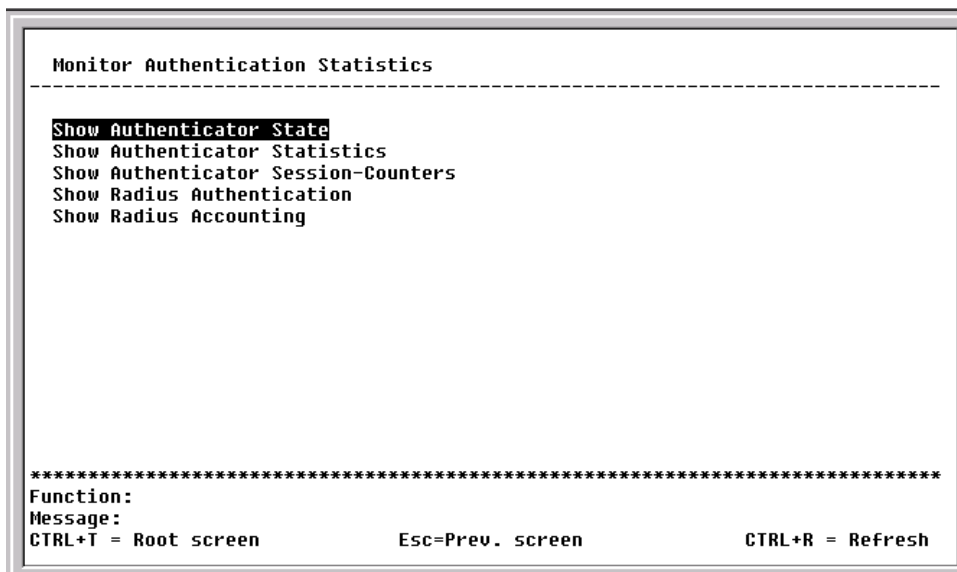 Monitor Authentication Statistics
--------------------------------------------------------------------------------
Show Authenticator State
Show Authenticator Statistics
Show Authenticator Session-Counters
Show Radius Authentication
Show Radius Accounting
********************************************************************************
Function:
Message:
CTRL+T = Root screen Esc=Prev. screen CTRL+R = Refresh